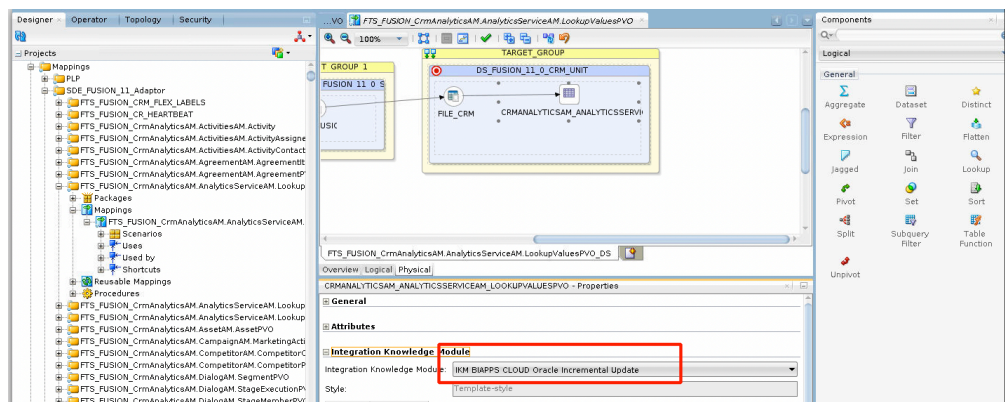 Designer
Operator
Topology
Security
Projects
Mappings
PLP
SDE_FUSION_11_Adaptor
FTS_FUSION_CRM_FLEX_LABELS
FTS_FUSION_CR_HEARTBEAT
FTS_FUSION_CrmAnalyticsAM.ActivitiesAM.Activity
FTS_FUSION_CrmAnalyticsAM.ActivitiesAM.ActivityAssigne
FTS_FUSION_CrmAnalyticsAM.ActivitiesAM.ActivityContact
FTS_FUSION_CrmAnalyticsAM.AgreementAM.AgreementIt
FTS_FUSION_CrmAnalyticsAM.AgreementAM.AgreementP
FTS_FUSION_CrmAnalyticsAM.AnalyticsServiceAM.Lookup
Packages
Mappings
FTS_FUSION_CrmAnalyticsAM.AnalyticsServiceAM.
Scenarios
Uses
Used by
Shortcuts
Reusable Mappings
Procedures
FTS_FUSION_CrmAnalyticsAM.AnalyticsServiceAM.Lookup
FTS_FUSION_CrmAnalyticsAM.AnalyticsServiceAM.Lookup
FTS_FUSION_CrmAnalyticsAM.AssetAM.AssetPVO
FTS_FUSION_CrmAnalyticsAM.CampaignAM.MarketingActi
FTS_FUSION_CrmAnalyticsAM.CompetitorAM.CompetitorC
FTS_FUSION_CrmAnalyticsAM.CompetitorAM.CompetitorP
FTS_FUSION_CrmAnalyticsAM.DialogAM.SegmentPVO
FTS_FUSION_CrmAnalyticsAM.DialogAM.StageExecutionP
FTS_FUSION_CrmAnalyticsAM.DialogAM.StageMemberPV
...VO
FTS_FUSION_CrmAnalyticsAM.AnalyticsServiceAM.LookupValuesPVO
100%
T GROUP 1
TARGET_GROUP
FUSION 11 0 S
DS_FUSION_11_0_CRM_UNIT
FILE_CRM
CRMANALYTICSAM_ANALYTICSSERVI
USIC
FTS_FUSION_CrmAnalyticsAM.AnalyticsServiceAM.LookupValuesPVO_DS
Overview
Logical
Physical
CRMANALYTICSAM_ANALYTICSSERVICEAM_LOOKUPVALUESPVO - Properties
General
Attributes
Integration Knowledge Module
Integration Knowledge Module:
IKM BIAPPS CLOUD Oracle Incremental Update
Style:
Template-style
Components
Logical
General
Aggregate
Dataset
Distinct
Expression
Filter
Flatten
Jagged
Join
Lookup
Pivot
Set
Sort
Split
Subquery
Filter
Table
Function
Unpivot